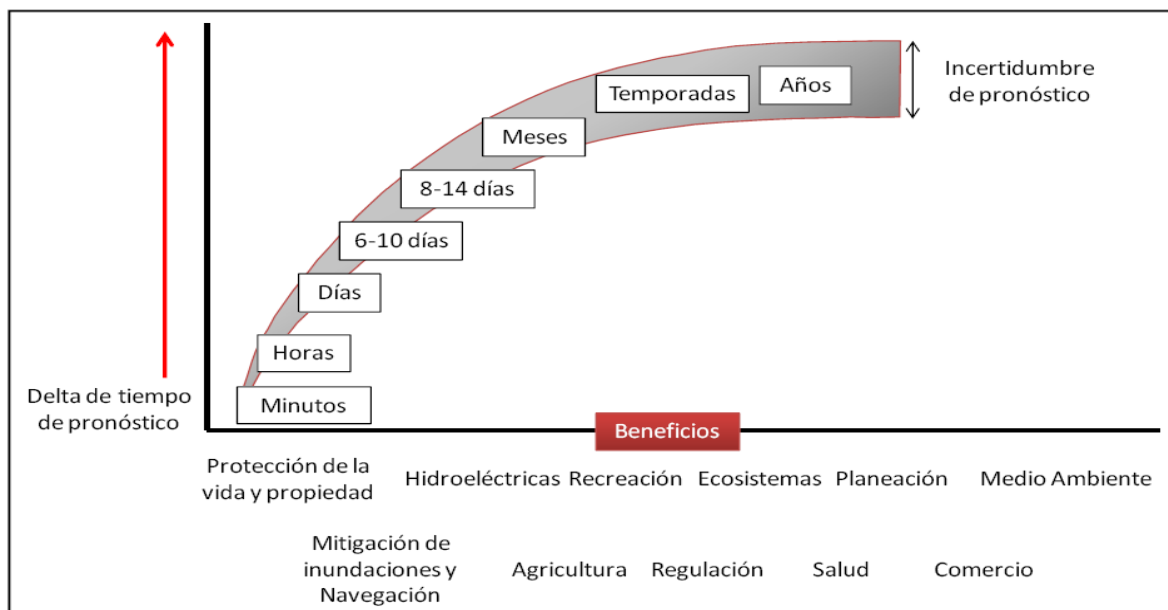 Incertidumbre
de pronóstico
Años
Temporadas
Meses
8-14 días
6-10 días
Días
Horas
Minutos
Delta de tiempo
de pronóstico
Beneficios
Protección de la
vida y propiedad
Hidroeléctricas
Recreación
Ecosistemas
Planeación
Medio Ambiente
Mitigación de
inundaciones y
Navegación
Agricultura
Regulación
Salud
Comercio